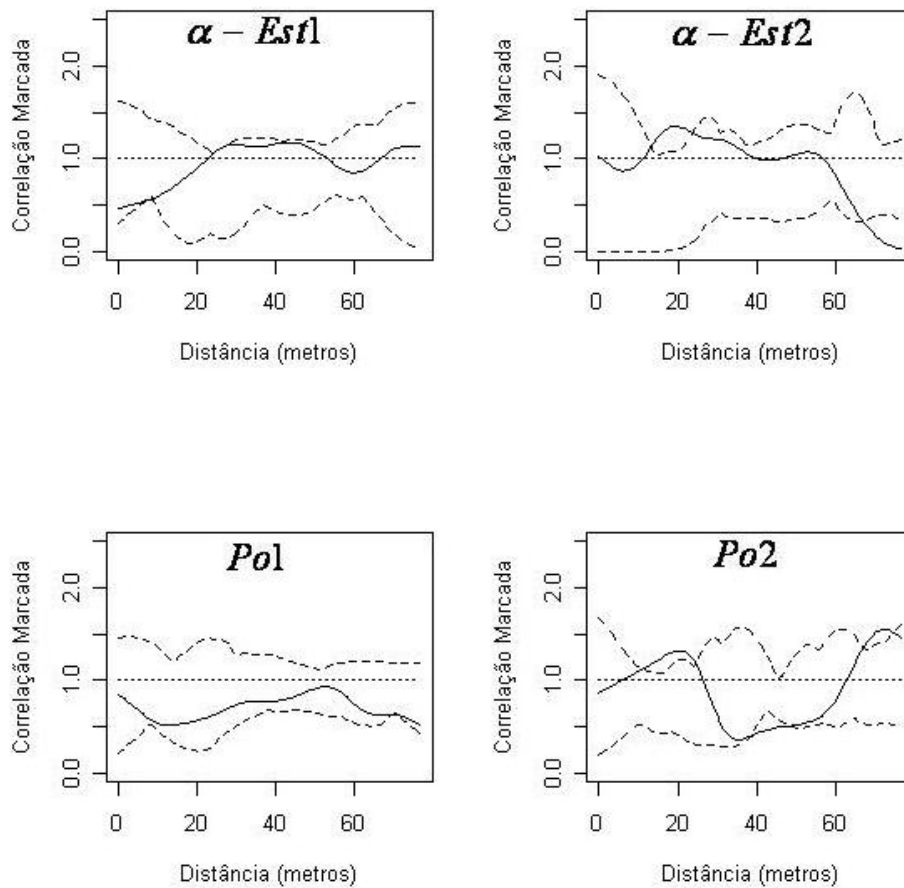 α – Est1
Correlação Marcada
0.0 1.0 2.0
0 20 40 60
Distância (metros)
α – Est2
Correlação Marcada
0.0 1.0 2.0
0 20 40 60
Distância (metros)
Po1
Correlação Marcada
0.0 1.0 2.0
0 20 40 60
Distância (metros)
Po2
Correlação Marcada
0.0 1.0 2.0
0 20 40 60
Distância (metros)